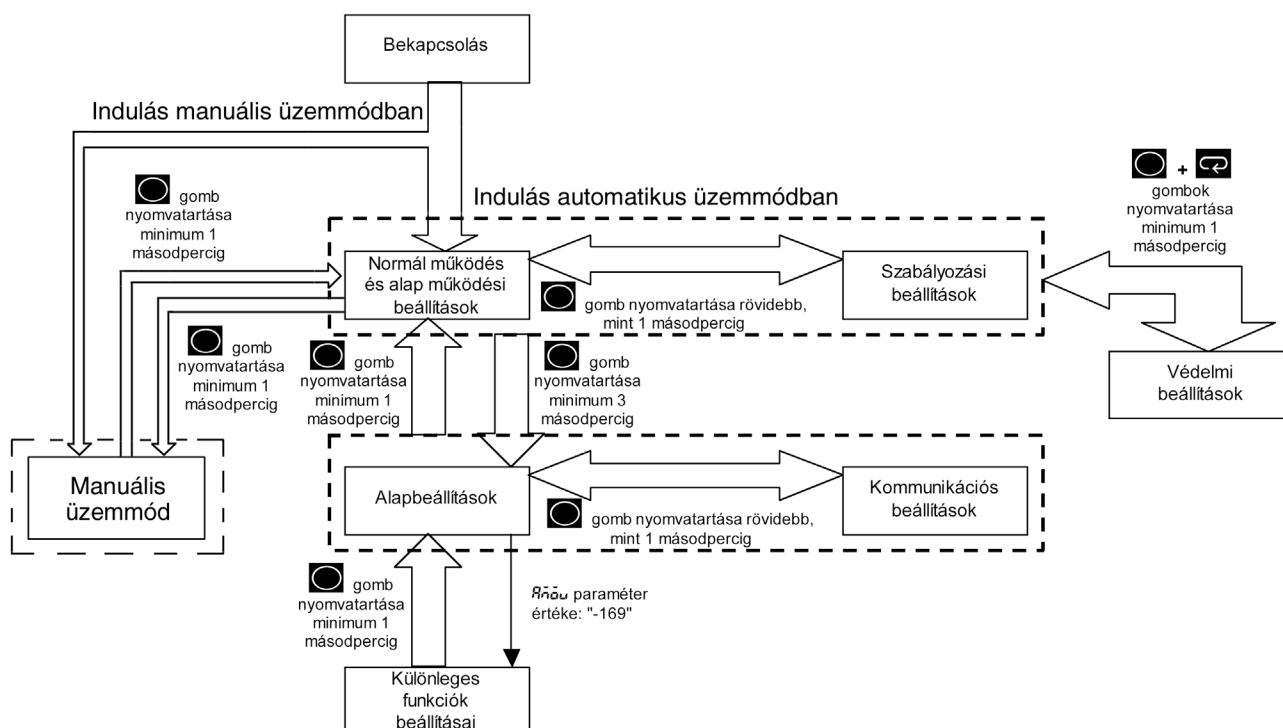 Bekapcsolás
Indulás manuális üzemmódban
gomb
nyomvatartása
minimum 1
másodpercig
Indulás automatikus üzemmódban
+
gombok
nyomvatartása
minimum 1
másodpercig
Normál működés
és alap működési
beállítások
Szabályozási
beállítások
gomb nyomvatartása rövidebb,
mint 1 másodpercig
gomb
nyomvatartása
minimum 1
másodpercig
gomb
nyomvatartása
minimum 1
másodpercig
gomb
nyomvatartása
minimum 3
másodpercig
Védelmi
beállítások
Manuális
üzemmód
Alapbeállítások
Kommunikációs
beállítások
gomb nyomvatartása rövidebb,
mint 1 másodpercig
gomb
nyomvatartása
minimum 1
másodpercig
paraméter
értéke: "-169"
Különleges
funkciók
beállításai